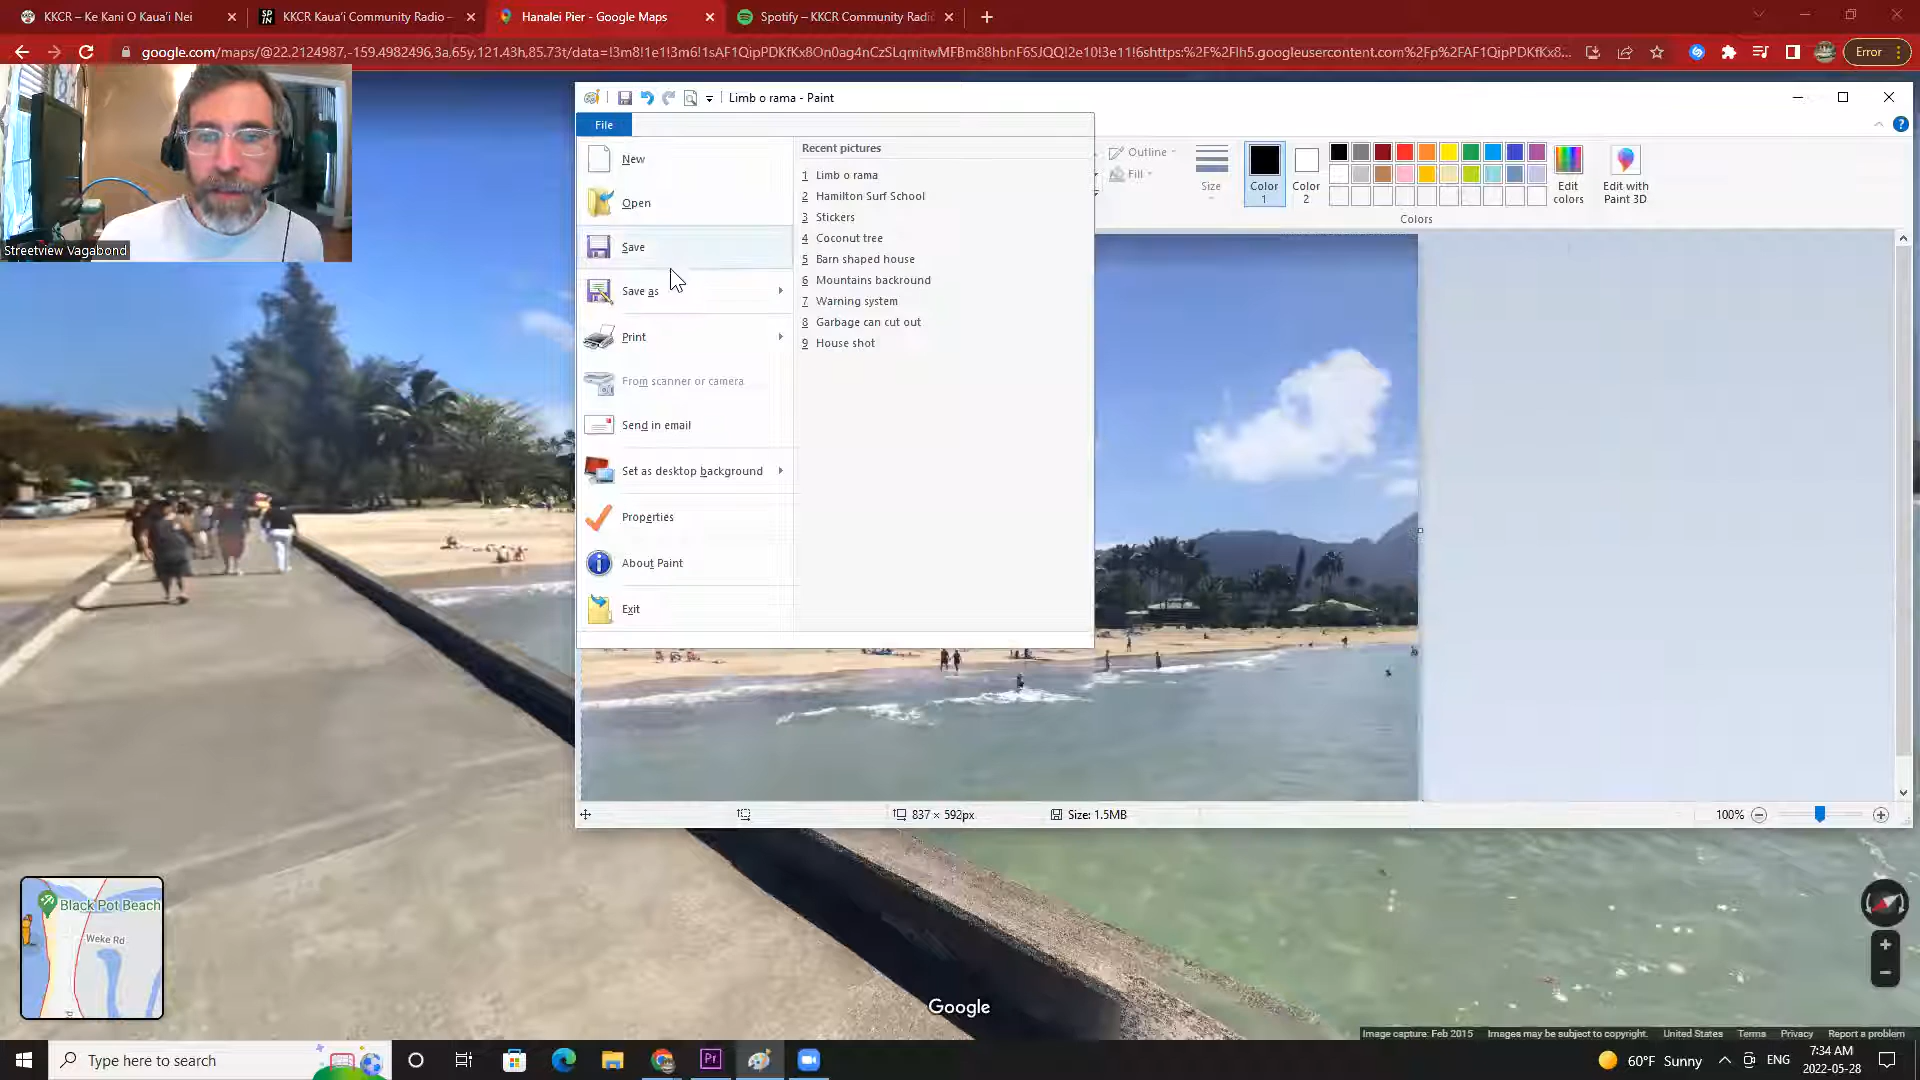 KKCR – Ke Kani O Kaua'i Nei
KKCR Kaua'i Community Radio –
Hanalei Pier - Google Maps
Spotify – KKCR Community Radio
google.com/maps/@22.2124987,-159.4982496,3a,65y,121.43h,85.73t/data=!3m8!1e1!3m6!1sAF1QipPDKfKx8On0ag4nCzSLqmitwMFBm88hbnF6SJQQ!2e10!3e11!6shttps:%2F%2Flh5.googleusercontent.com%2Fp%2FAF1QipPDKfKx8...
Error
Streetview Vagabond
Limb o rama - Paint
File
New
Open
Save
Save as
Print
From scanner or camera
Send in email
Set as desktop background
Properties
About Paint
Exit
Recent pictures
1 Limb o rama
2 Hamilton Surf School
3 Stickers
4 Coconut tree
5 Barn shaped house
6 Mountains backround
7 Warning system
8 Garbage can cut out
9 House shot
Outline
Fill
Size
Color 1
Color 2
Edit colors
Edit with Paint 3D
Colors
837 × 592px
Size: 1.5MB
100%
Black Pot Beach
Weke Rd
Google
Image capture: Feb 2015 Images may be subject to copyright. United States Terms Privacy Report a problem
Type here to search
Pr
60°F Sunny
ENG
7:34 AM
2022-05-28